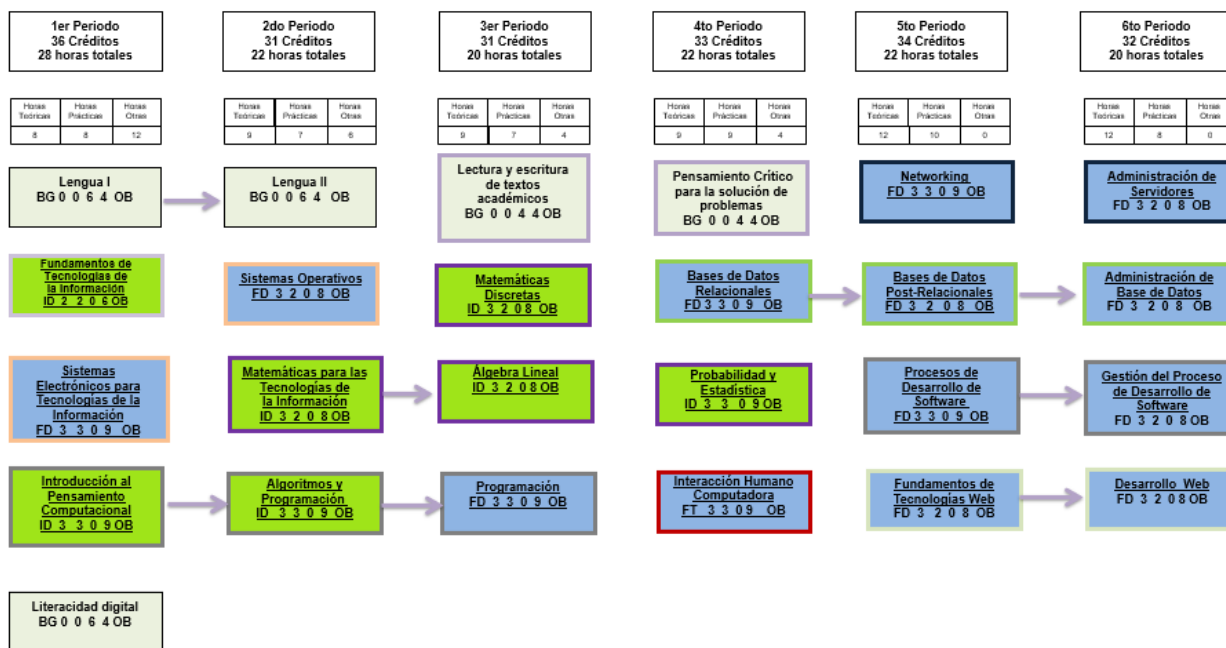 1er Periodo
36 Créditos
28 horas totales
2do Periodo
31 Créditos
22 horas totales
3er Periodo
31 Créditos
20 horas totales
4to Periodo
33 Créditos
22 horas totales
5to Periodo
34 Créditos
22 horas totales
6to Periodo
32 Créditos
20 horas totales
Horas Teóricas Horas Prácticas Horas Otras
8 8 12
Horas Teóricas Horas Prácticas Horas Otras
9 7 6
Horas Teóricas Horas Prácticas Horas Otras
9 7 4
Horas Teóricas Horas Prácticas Horas Otras
9 9 4
Horas Teóricas Horas Prácticas Horas Otras
12 10 0
Horas Teóricas Horas Prácticas Horas Otras
12 8 0
Lengua I
BG 0 0 6 4 OB
Lengua II
BG 0 0 6 4 OB
Lectura y escritura
de textos
académicos
BG 0 0 4 4 OB
Pensamiento Crítico
para la solución de
problemas
BG 0 0 4 4 OB
Networking
FD 3 3 0 9 OB
Administración de
Servidores
FD 3 2 0 8 OB
Fundamentos de
Tecnologías de
la Información
ID 2 2 0 6 OB
Sistemas Operativos
FD 3 2 0 8 OB
Matemáticas
Discretas
ID 3 2 0 8 OB
Bases de Datos
Relacionales
FD 3 3 0 9 OB
Bases de Datos
Post-Relacionales
FD 3 2 0 8 OB
Administración de
Base de Datos
FD 3 2 0 8 OB
Sistemas
Electrónicos para
Tecnologías de la
Información
FD 3 3 0 9 OB
Matemáticas para las
Tecnologías de
la Información
ID 3 2 0 8 OB
Álgebra Lineal
ID 3 2 0 8 OB
Probabilidad y
Estadística
ID 3 3 0 9 OB
Procesos de
Desarrollo de
Software
FD 3 3 0 9 OB
Gestión del Proceso
de Desarrollo de
Software
FD 3 2 0 8 OB
Introducción al
Pensamiento
Computacional
ID 3 3 0 9 OB
Algoritmos y
Programación
ID 3 3 0 9 OB
Programación
FD 3 3 0 9 OB
Interacción Humano
Computadora
FT 3 3 0 9 OB
Fundamentos de
Tecnologías Web
FD 3 2 0 8 OB
Desarrollo Web
FD 3 2 0 8 OB
Literacidad digital
BG 0 0 6 4 OB